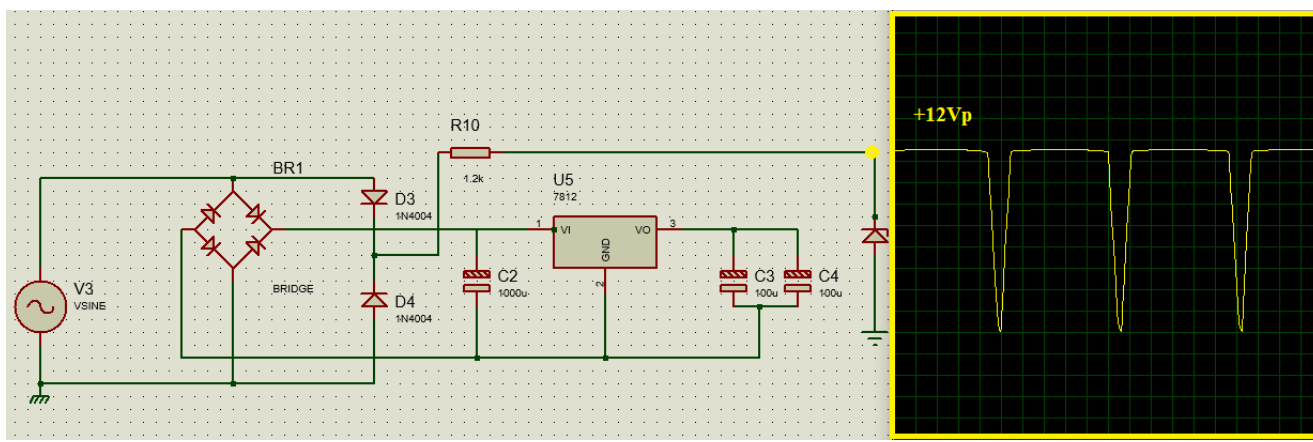 R10
1.2k
+12Vp
BR1
BRIDGE
V3
VSINE
D3
1N4004
D4
1N4004
U5
7812
1
VI
VO
3
GND
2
C2
1000u
C3
100u
C4
100u